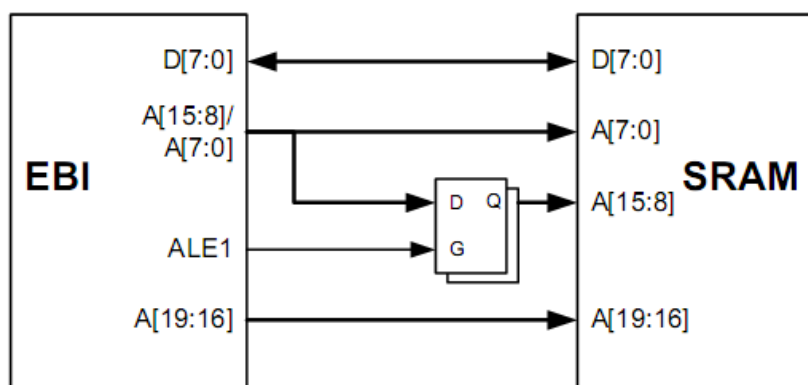 D[7:0]
D[7:0]
A[15:8]/
A[7:0]
A[7:0]
EBI
SRAM
D Q
A[15:8]
ALE1
G
A[19:16]
A[19:16]